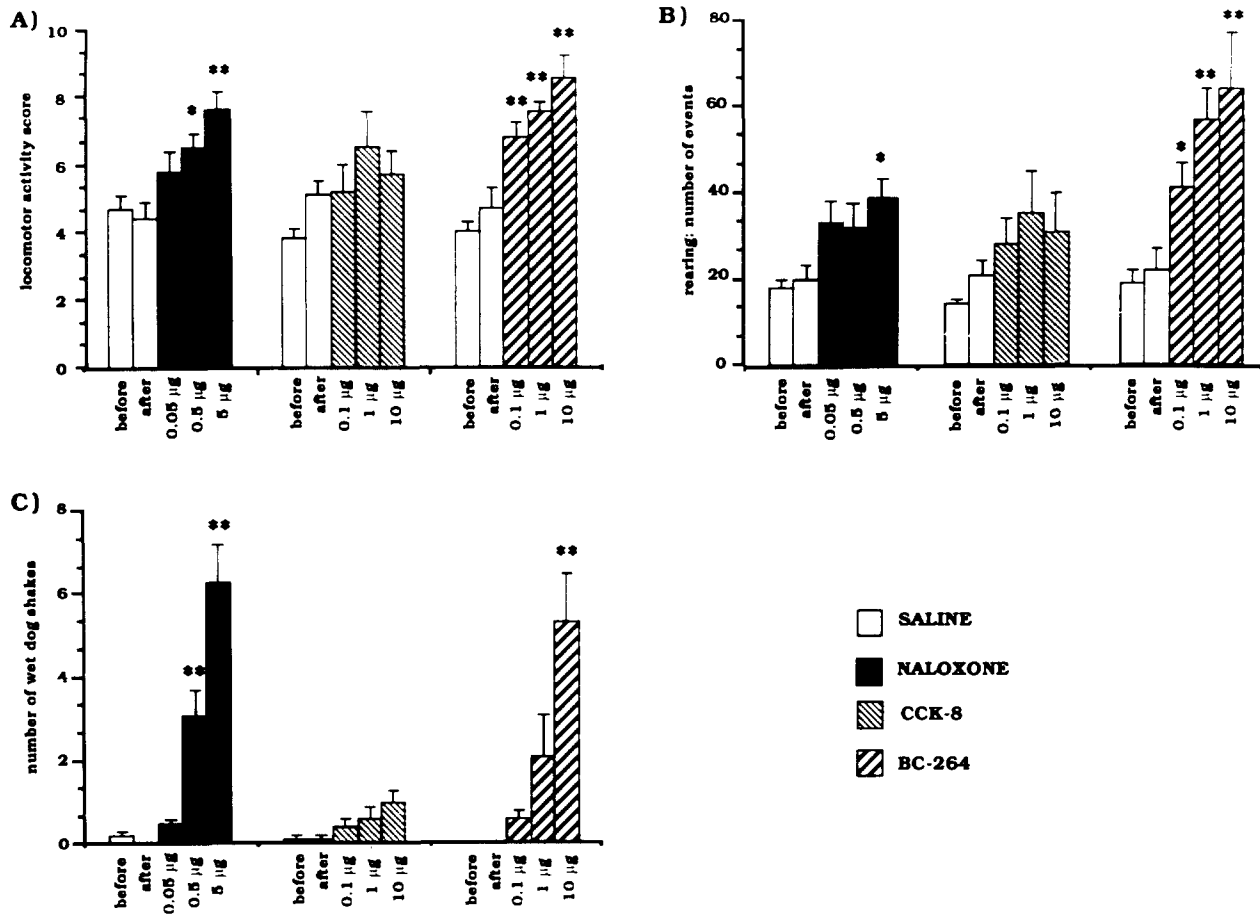 A)
locomotor activity score
10
8
6
4
2
0
* ** ** ** **
before after 0.05 µg 0.5 µg 5 µg before after 0.1 µg 1 µg 10 µg before after 0.1 µg 1 µg 10 µg
B)
rearing: number of events
80
60
40
20
0
* * ** **
before after 0.05 µg 0.5 µg 5 µg before after 0.1 µg 1 µg 10 µg before after 0.1 µg 1 µg 10 µg
C)
number of wet dog shakes
8
6
4
2
0
** ** **
before after 0.05 µg 0.5 µg 5 µg before after 0.1 µg 1 µg 10 µg before after 0.1 µg 1 µg 10 µg
SALINE
NALOXONE
CCK-8
BC-264